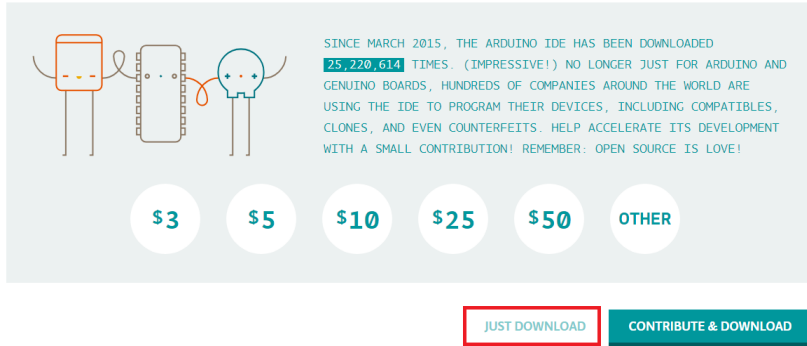 SINCE MARCH 2015, THE ARDUINO IDE HAS BEEN DOWNLOADED
25,220,614 TIMES. (IMPRESSIVE!) NO LONGER JUST FOR ARDUINO AND
GENUINO BOARDS, HUNDREDS OF COMPANIES AROUND THE WORLD ARE
USING THE IDE TO PROGRAM THEIR DEVICES, INCLUDING COMPATIBLES,
CLONES, AND EVEN COUNTERFEITS. HELP ACCELERATE ITS DEVELOPMENT
WITH A SMALL CONTRIBUTION! REMEMBER: OPEN SOURCE IS LOVE!
$3 $5 $10 $25 $50 OTHER
JUST DOWNLOAD CONTRIBUTE & DOWNLOAD